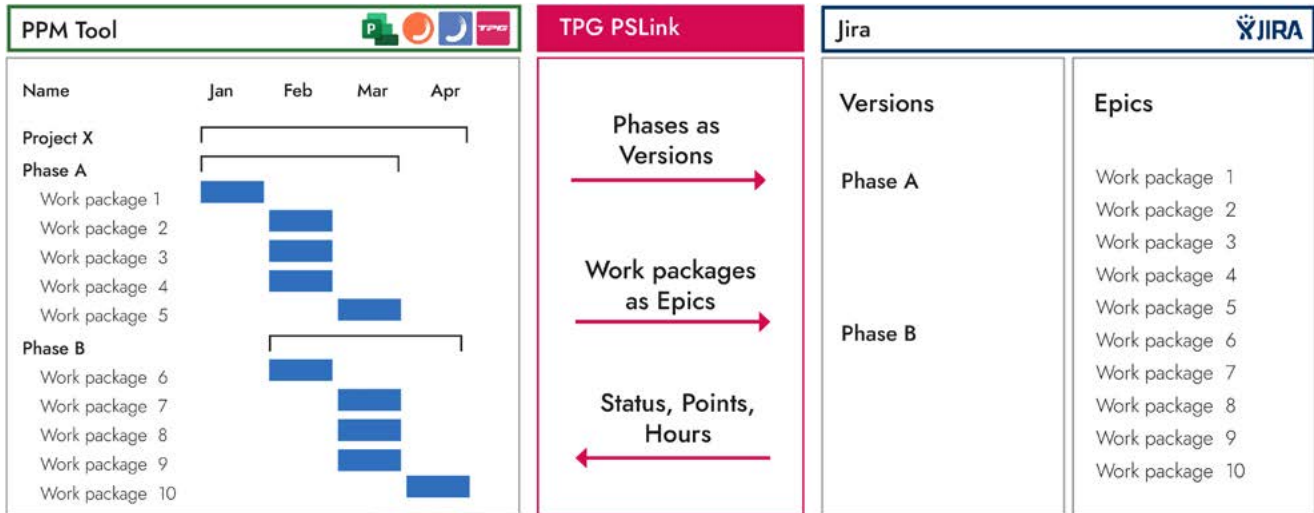 PPM Tool
P
TPG
TPG PSLink
Jira
JIRA
Name Jan Feb Mar Apr
Project X
Phase A
Work package 1
Work package 2
Work package 3
Work package 4
Work package 5
Phase B
Work package 6
Work package 7
Work package 8
Work package 9
Work package 10
Phases as
Versions
Work packages
as Epics
Status, Points,
Hours
Versions
Phase A
Phase B
Epics
Work package 1
Work package 2
Work package 3
Work package 4
Work package 5
Work package 6
Work package 7
Work package 8
Work package 9
Work package 10